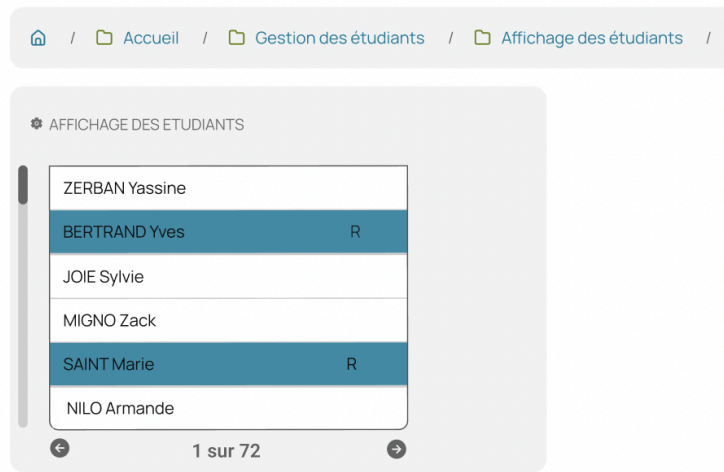 / Accueil / Gestion des étudiants / Affichage des étudiants /
AFFICHAGE DES ETUDIANTS
ZERBAN Yassine
BERTRAND Yves R
JOIE Sylvie
MIGNO Zack
SAINT Marie R
NILO Armande
1 sur 72